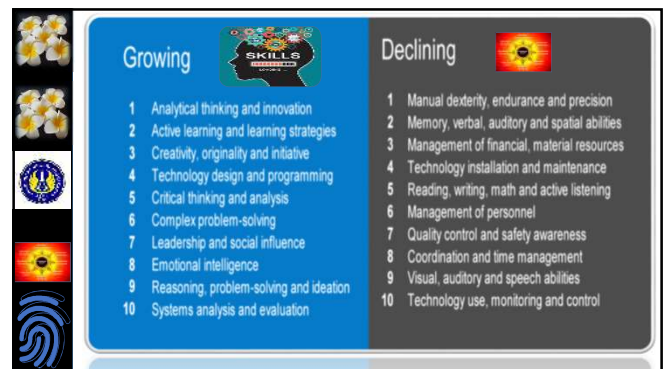 Growing
SKILLS
LOADING ...
1 Analytical thinking and innovation
2 Active learning and learning strategies
3 Creativity, originality and initiative
4 Technology design and programming
5 Critical thinking and analysis
6 Complex problem-solving
7 Leadership and social influence
8 Emotional intelligence
9 Reasoning, problem-solving and ideation
10 Systems analysis and evaluation
Declining
1 Manual dexterity, endurance and precision
2 Memory, verbal, auditory and spatial abilities
3 Management of financial, material resources
4 Technology installation and maintenance
5 Reading, writing, math and active listening
6 Management of personnel
7 Quality control and safety awareness
8 Coordination and time management
9 Visual, auditory and speech abilities
10 Technology use, monitoring and control